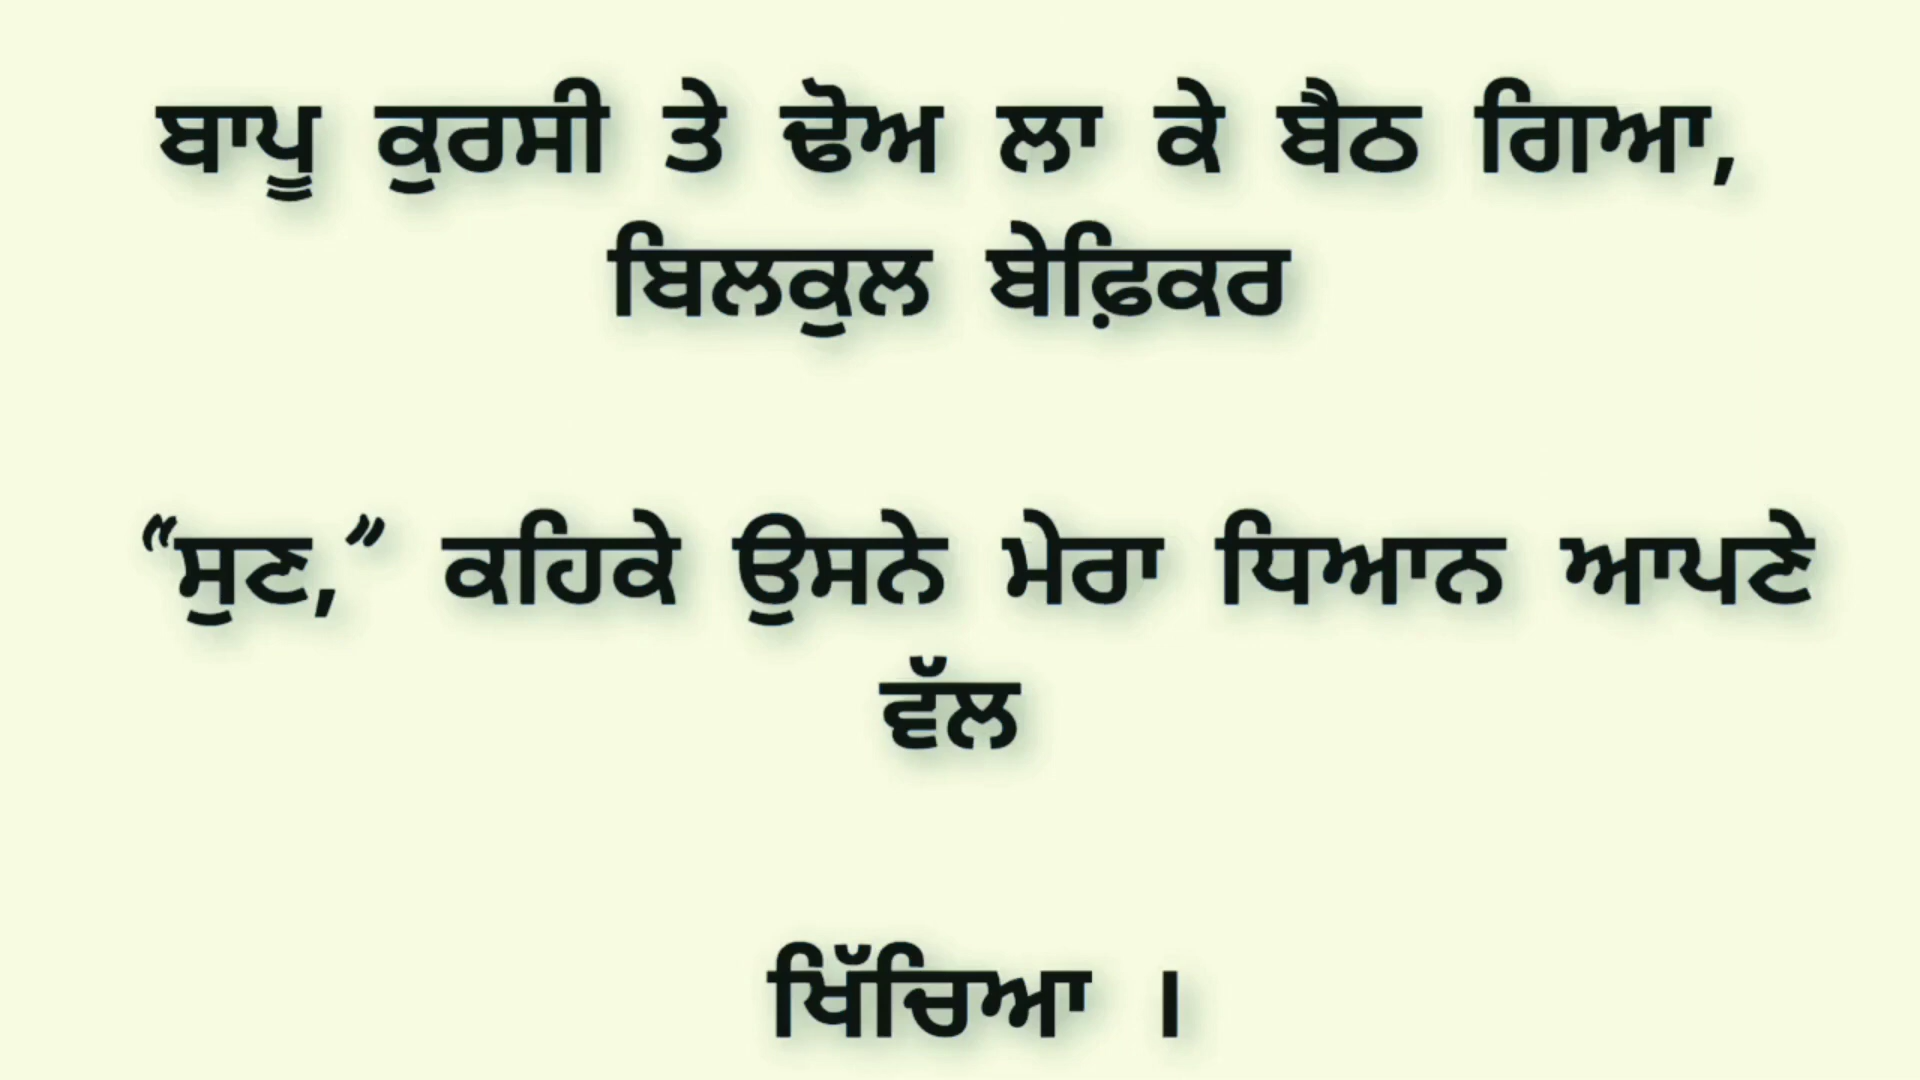 ਬਾਪੂ ਕੁਰਸੀ ਤੇ ਢੋਅ ਲਾ ਕੇ ਬੈਠ ਗਿਆ,
ਬਿਲਕੁਲ ਬੇਫ਼ਿਕਰ
“ਸੁਣ,” ਕਹਿਕੇ ਉਸਨੇ ਮੇਰਾ ਧਿਆਨ ਆਪਣੇ
ਵੱਲ
ਖਿੱਚਿਆ ।